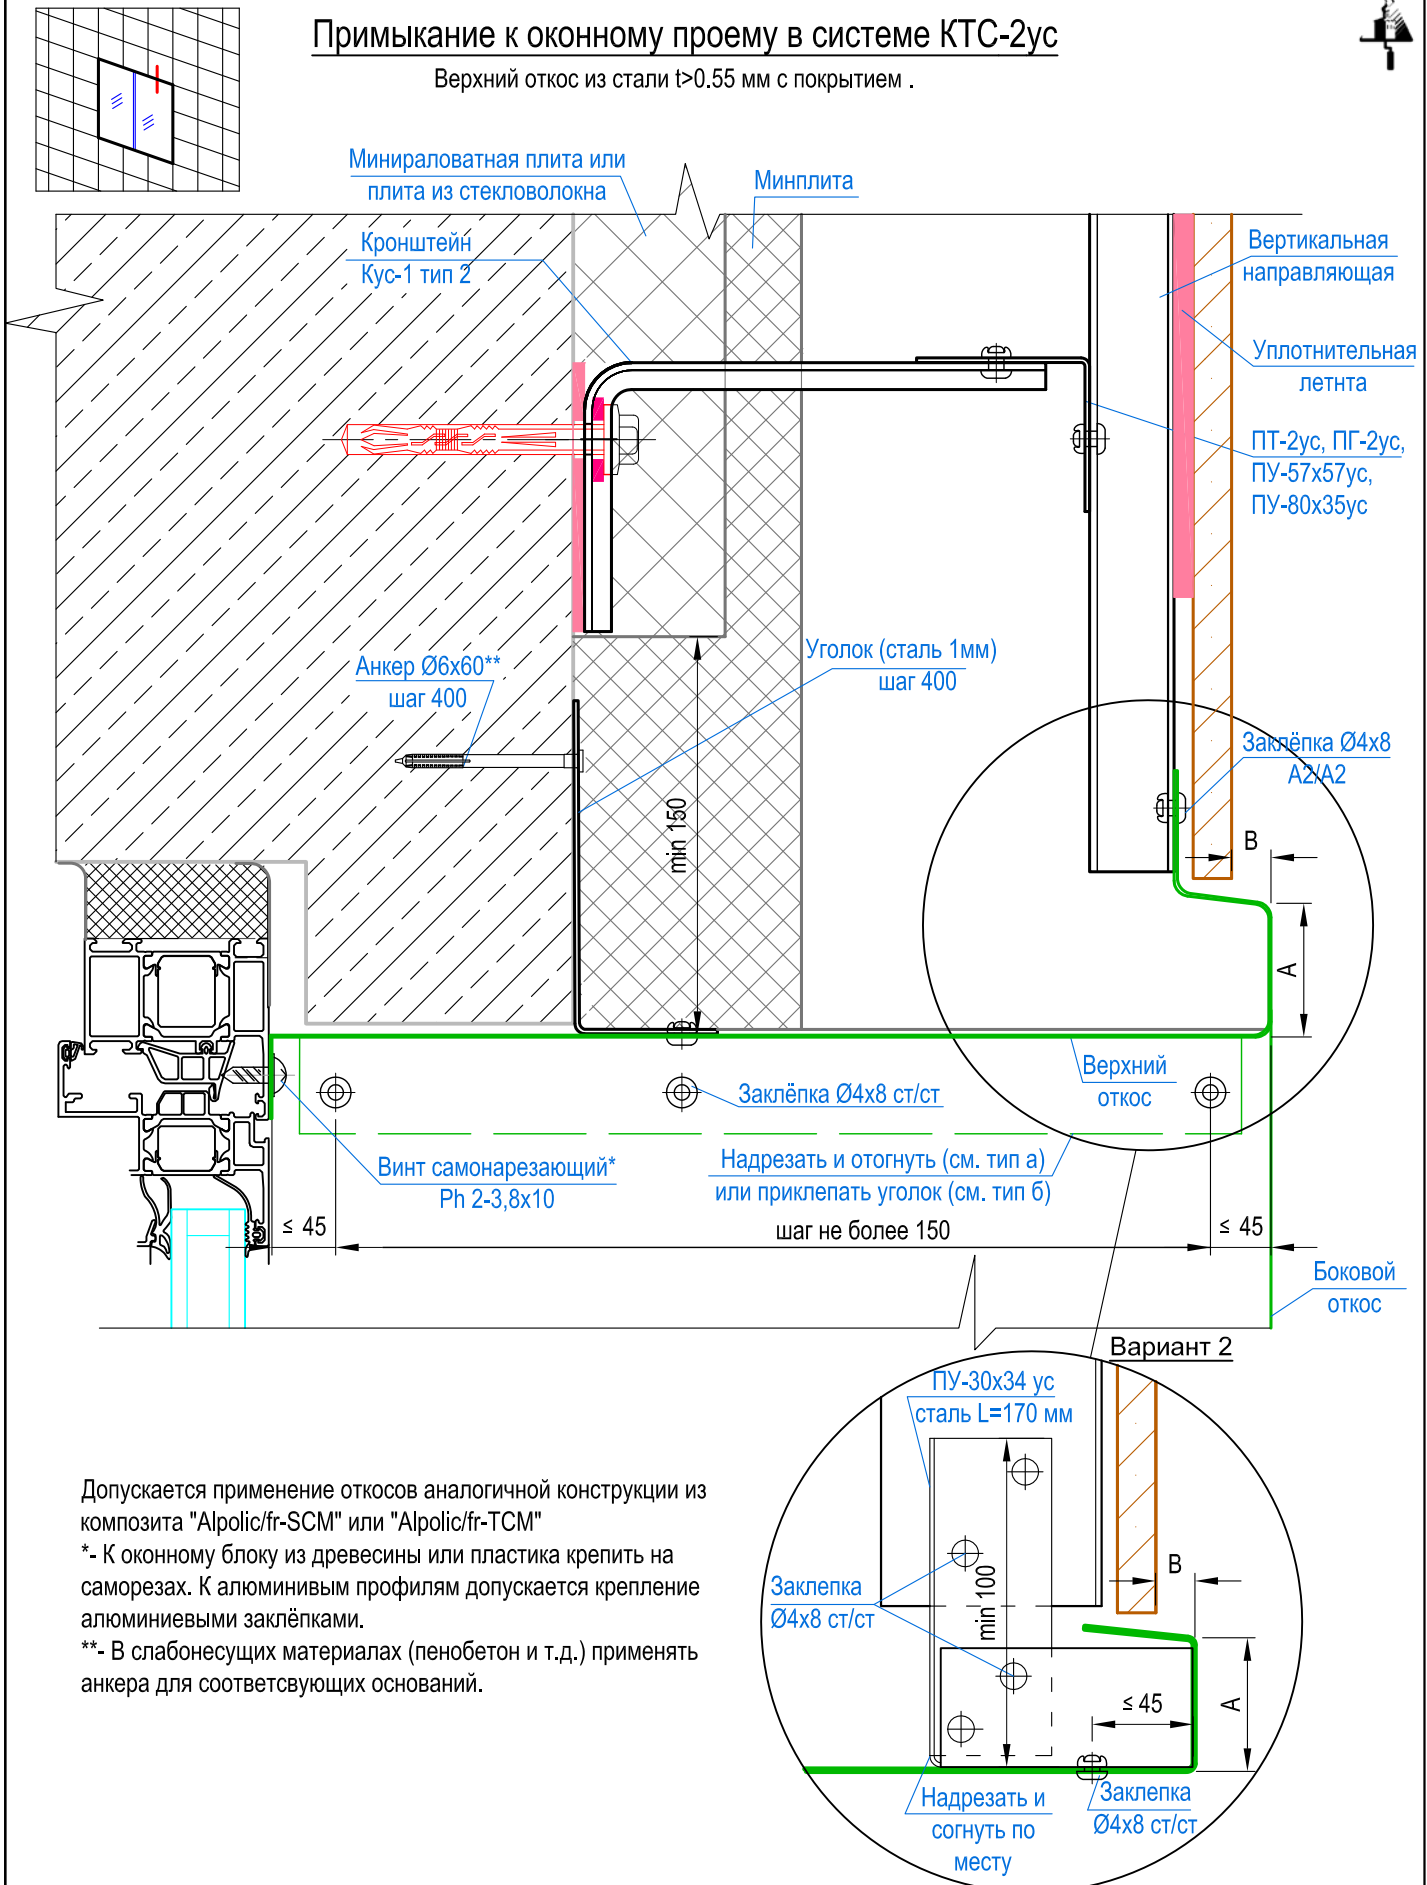 Примыкание к оконному проему в системе КТС-2ус
Верхний откос из стали t>0.55 мм с покрытием .
Минираловатная плита или
плита из стекловолокна
Минплита
Кронштейн
Кус-1 тип 2
Вертикальная
направляющая
Уплотнительная
летнта
ПТ-2ус, ПГ-2ус,
ПУ-57х57ус,
ПУ-80х35ус
Анкер Ø6х60**
шаг 400
Уголок (сталь 1мм)
шаг 400
min 150
Заклёпка Ø4х8
А2/А2
В
А
Верхний
откос
Заклёпка Ø4х8 ст/ст
Винт самонарезающий*
Ph 2-3,8х10
Надрезать и отогнуть (см. тип а)
или приклепать уголок (см. тип б)
≤ 45
шаг не более 150
≤ 45
Боковой
откос
Вариант 2
ПУ-30х34 ус
сталь L=170 мм
Заклепка
Ø4х8 ст/ст
min 100
В
≤ 45
А
Надрезать и
согнуть по
месту
Заклепка
Ø4х8 ст/ст
Допускается применение откосов аналогичной конструкции из
композита "Alpolic/fr-SCM" или "Alpolic/fr-TCM"
*- К оконному блоку из древесины или пластика крепить на
саморезах. К алюминивым профилям допускается крепление
алюминиевыми заклёпками.
**- В слабонесущих материалах (пенобетон и т.д.) применять
анкера для соответсвующих оснований.